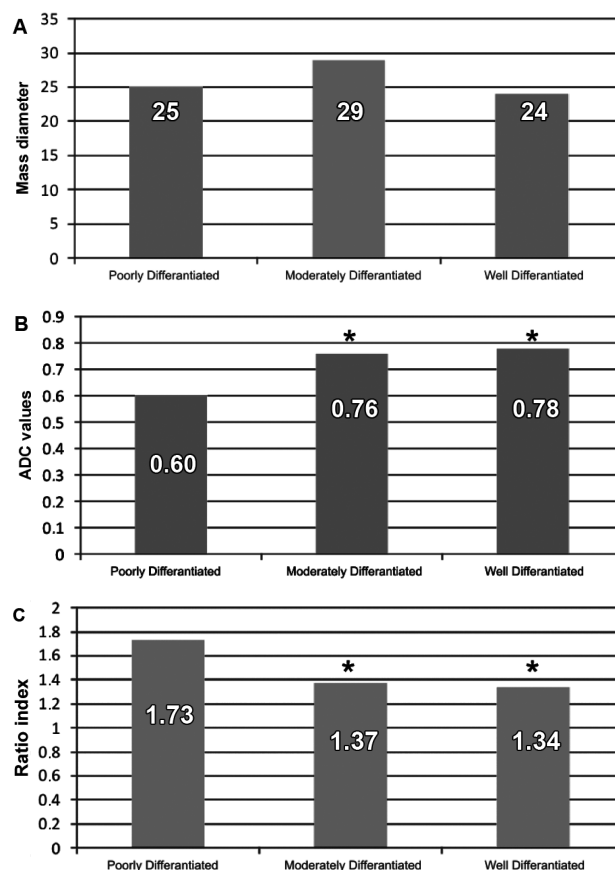 A
Mass diameter
35
30
25
20
15
10
5
0
25
29
24
Poorly Differantiated
Moderately Differantiated
Well Differantiated
B
ADC values
0.9
0.8
0.7
0.6
0.5
0.4
0.3
0.2
0.1
0
*
*
0.60
0.76
0.78
Poorly Differantiated
Moderately Differantiated
Well Differantiated
C
Ratio index
2
1.8
1.6
1.4
1.2
1
0.8
0.6
0.4
0.2
0
*
*
1.73
1.37
1.34
Poorly Differantiated
Moderately Differantiated
Well Differantiated